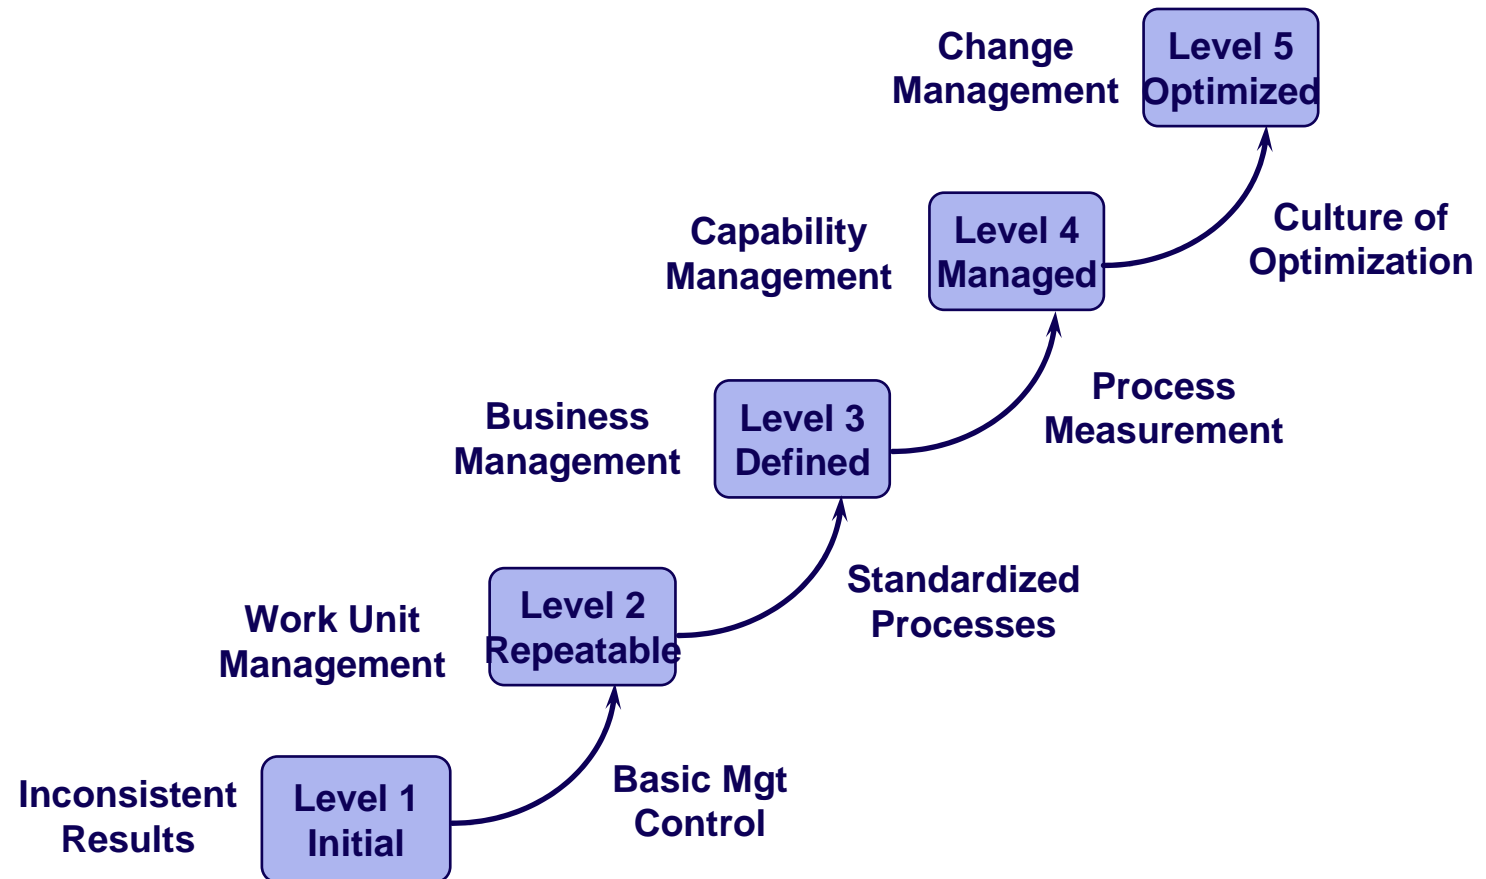 Change
Management
Level 5
Optimized
Capability
Management
Level 4
Managed
Culture of
Optimization
Business
Management
Level 3
Defined
Process
Measurement
Work Unit
Management
Level 2
Repeatable
Standardized
Processes
Inconsistent
Results
Level 1
Initial
Basic Mgt
Control